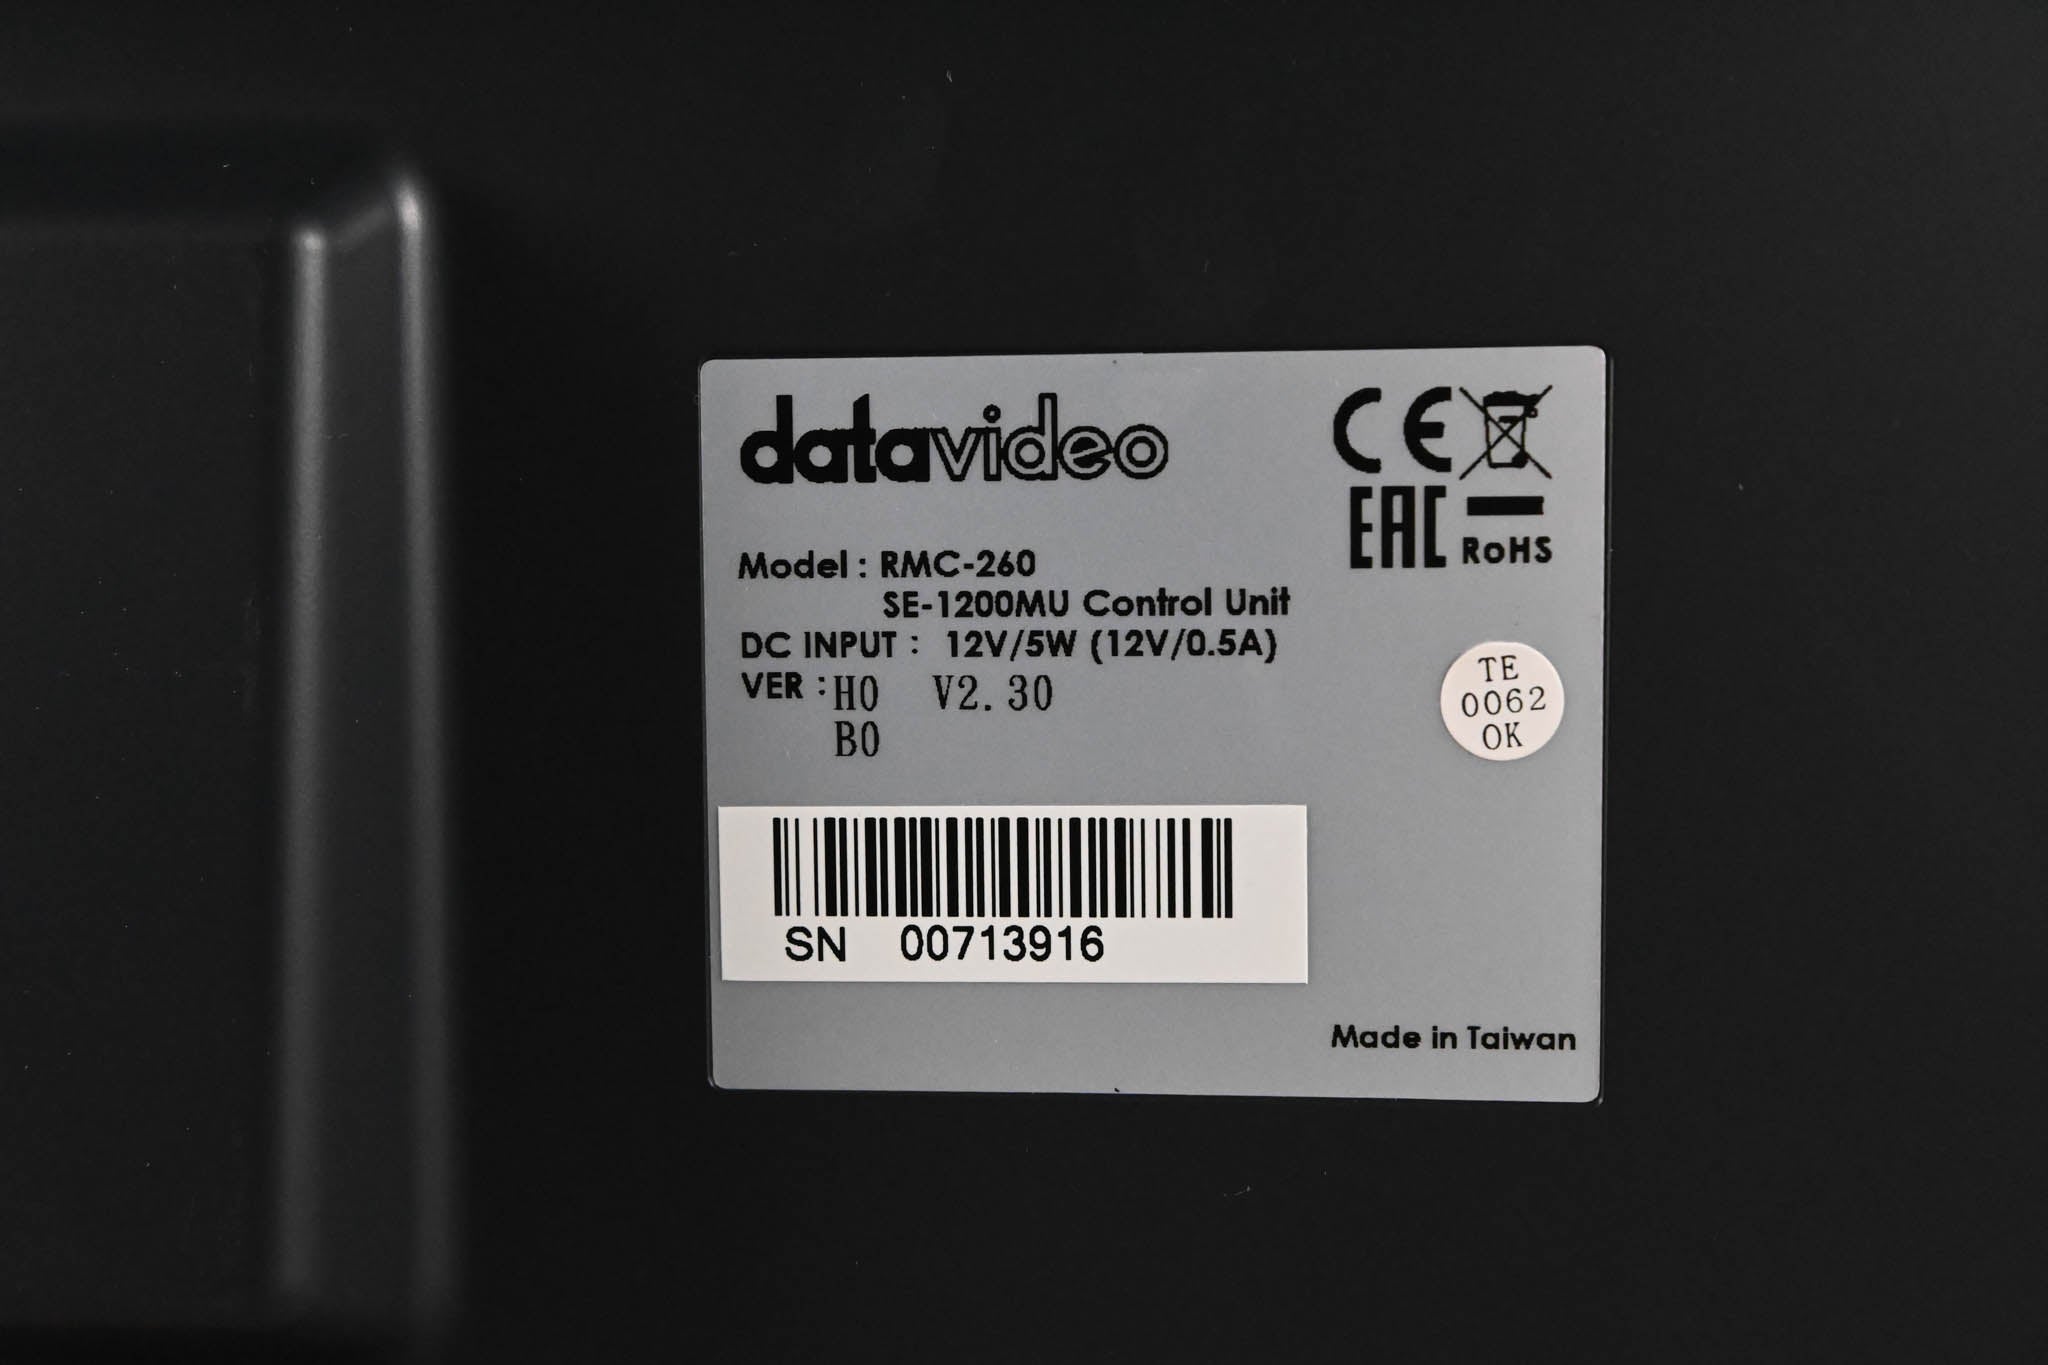 datavideo
CE
EAC
RoHS
Model : RMC-260
SE-1200MU Control Unit
DC INPUT : 12V/5W (12V/0.5A)
VER : H0 V2.30
B0
TE
0062
OK
SN 00713916
Made in Taiwan